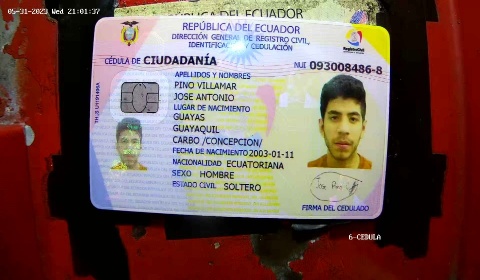 05-31-2023 Wed 21:01:37
REPÚBLICA DEL ECUADOR
REPÚBLICA DEL ECUADOR
DIRECCIÓN GENERAL DE REGISTRO CIVIL,
IDENTIFICACIÓN Y CEDULACIÓN
CÉDULA DE CIUDADANÍA
NUI 093008486-8
APELLIDOS Y NOMBRES
PINO VILLAMAR
JOSE ANTONIO
LUGAR DE NACIMIENTO
GUAYAS
GUAYAQUIL
CARBO /CONCEPCION/
FECHA DE NACIMIENTO 2003-01-11
NACIONALIDAD ECUATORIANA
SEXO HOMBRE
ESTADO CIVIL SOLTERO
FIRMA DEL CEDULADO
6-CEDULA